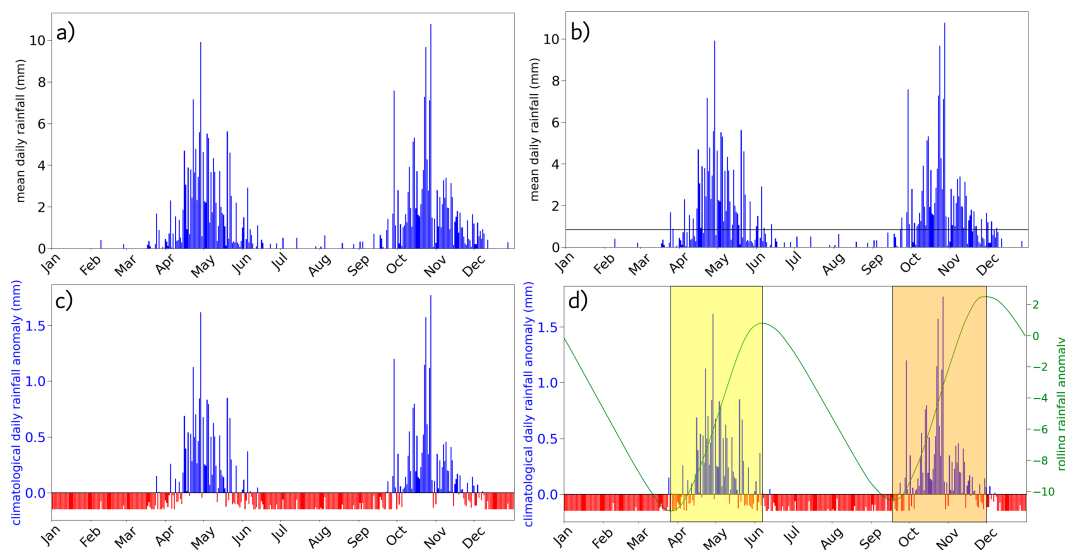 a)
mean daily rainfall (mm)
10
8
6
4
2
0
Jan Feb Mar Apr May Jun Jul Aug Sep Oct Nov Dec
b)
mean daily rainfall (mm)
10
8
6
4
2
0
Jan Feb Mar Apr May Jun Jul Aug Sep Oct Nov Dec
c)
climatological daily rainfall anomaly (mm)
1.5
1.0
0.5
0.0
Jan Feb Mar Apr May Jun Jul Aug Sep Oct Nov Dec
d)
climatological daily rainfall anomaly (mm)
1.5
1.0
0.5
0.0
Jan Feb Mar Apr May Jun Jul Aug Sep Oct Nov Dec
2
0
−2
−4
−6
−8
−10
rolling rainfall anomaly